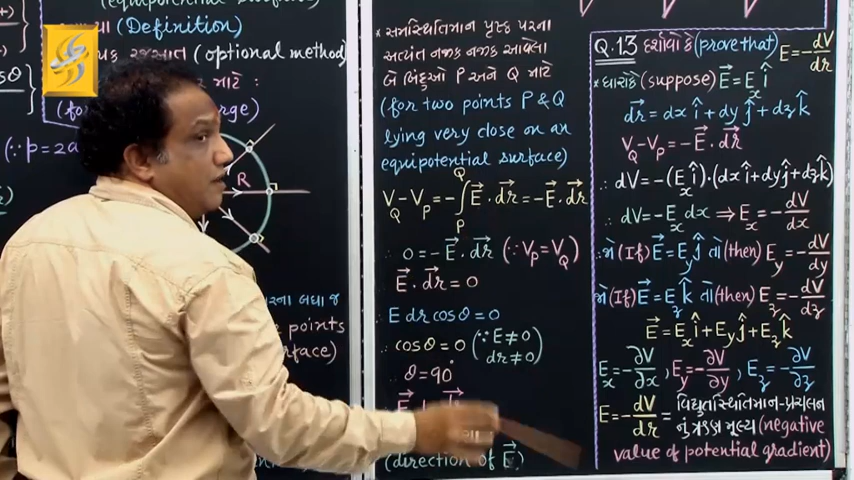 (equipotential surface)
(Definition)
(optional method)
માટે :
R
points
* સમસ્થિતિમાન પૃષ્ઠ પરના
અત્યંત નજીક નજીક આવેલા
બે બિંદુઓ P અને Q માટે
(for two points P & Q
lying very close on an
equipotential surface)
V_Q - V_P = -∫_P^Q E⃗ · dr⃗ = -E⃗ · dr⃗
∴ 0 = -E⃗ · dr⃗ (∵ V_P = V_Q)
E⃗ · dr⃗ = 0
∴ E dr cosθ = 0
∴ cosθ = 0 (∵ E ≠ 0
dr ≠ 0)
∴ θ = 90°
(direction of E⃗)
Q.13 દર્શાવો કે (prove that) E = -dV/dr
* ધારો કે (suppose) E⃗ = E_x î
dr⃗ = dx î + dy ĵ + dz k̂
V_Q - V_P = -E⃗ · dr⃗
∴ dV = -(E_x î) · (dx î + dy ĵ + dz k̂)
∴ dV = -E_x dx ⇒ E_x = -dV/dx
જો (If) E⃗ = E_y ĵ તો (then) E_y = -dV/dy
જો (If) E⃗ = E_z k̂ તો (then) E_z = -dV/dz
E⃗ = E_x î + E_y ĵ + E_z k̂
E_x = -∂V/∂x, E_y = -∂V/∂y, E_z = -∂V/∂z
E = -dV/dr = વિદ્યુતસ્થિતિમાન-પ્રચલન
નું ઋણ મૂલ્ય (negative
value of potential gradient)